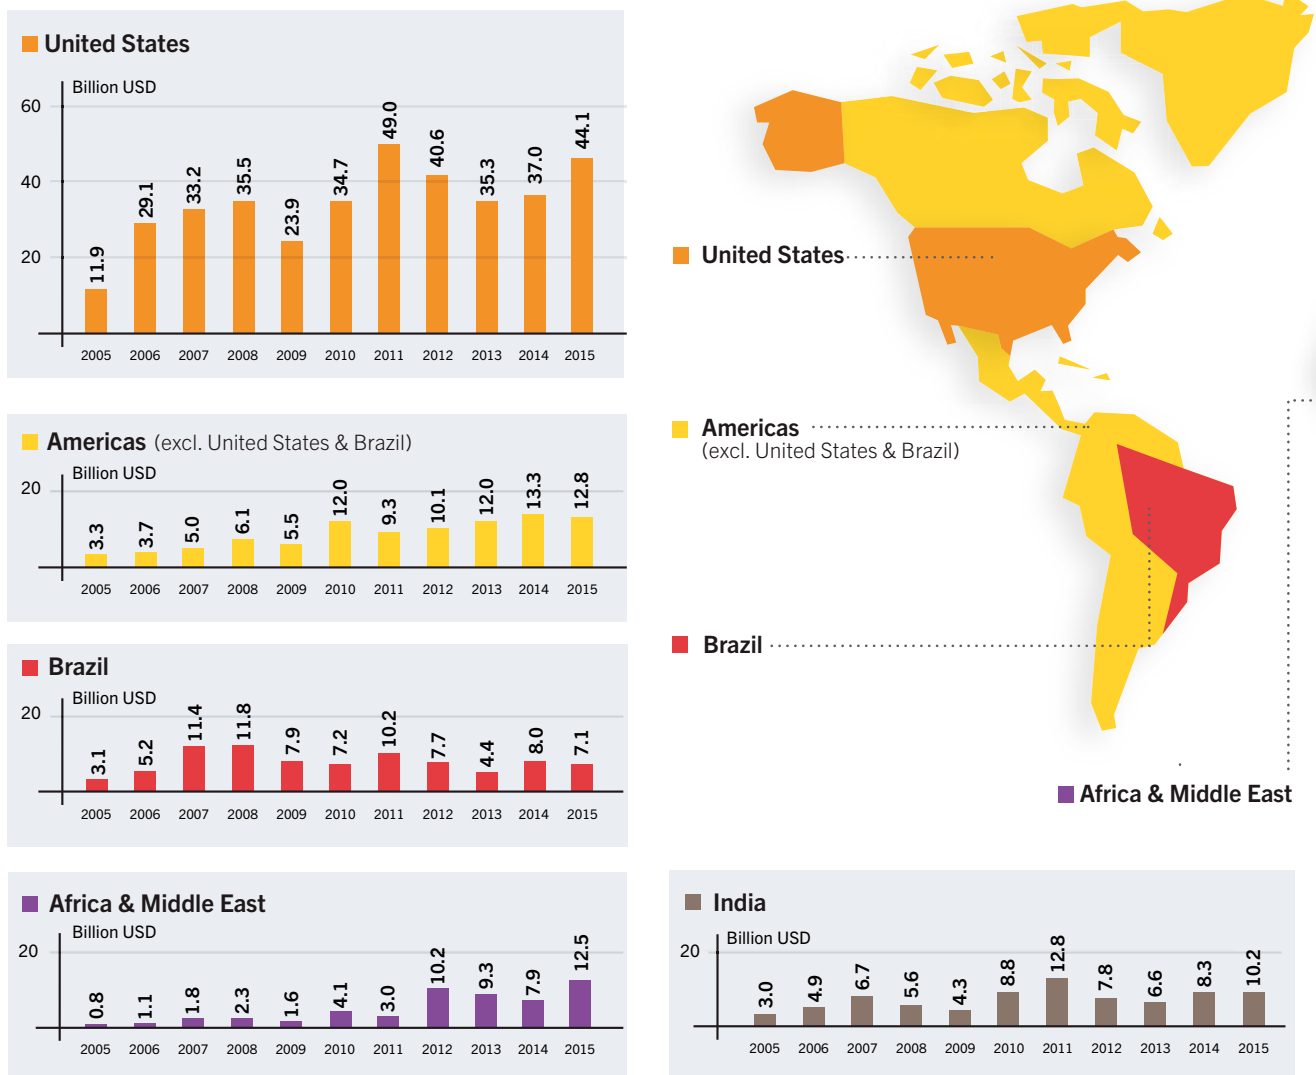 United States
Billion USD
60
40
20
11.9 29.1 33.2 35.5 23.9 34.7 49.0 40.6 35.3 37.0 44.1
2005 2006 2007 2008 2009 2010 2011 2012 2013 2014 2015
Americas (excl. United States & Brazil)
Billion USD
20
3.3 3.7 5.0 6.1 5.5 12.0 9.3 10.1 12.0 13.3 12.8
2005 2006 2007 2008 2009 2010 2011 2012 2013 2014 2015
Brazil
Billion USD
20
3.1 5.2 11.4 11.8 7.9 7.2 10.2 7.7 4.4 8.0 7.1
2005 2006 2007 2008 2009 2010 2011 2012 2013 2014 2015
Africa & Middle East
Billion USD
20
0.8 1.1 1.8 2.3 1.6 4.1 3.0 10.2 9.3 7.9 12.5
2005 2006 2007 2008 2009 2010 2011 2012 2013 2014 2015
United States
Americas
(excl. United States & Brazil)
Brazil
Africa & Middle East
India
Billion USD
20
3.0 4.9 6.7 5.6 4.3 8.8 12.8 7.8 6.6 8.3 10.2
2005 2006 2007 2008 2009 2010 2011 2012 2013 2014 2015